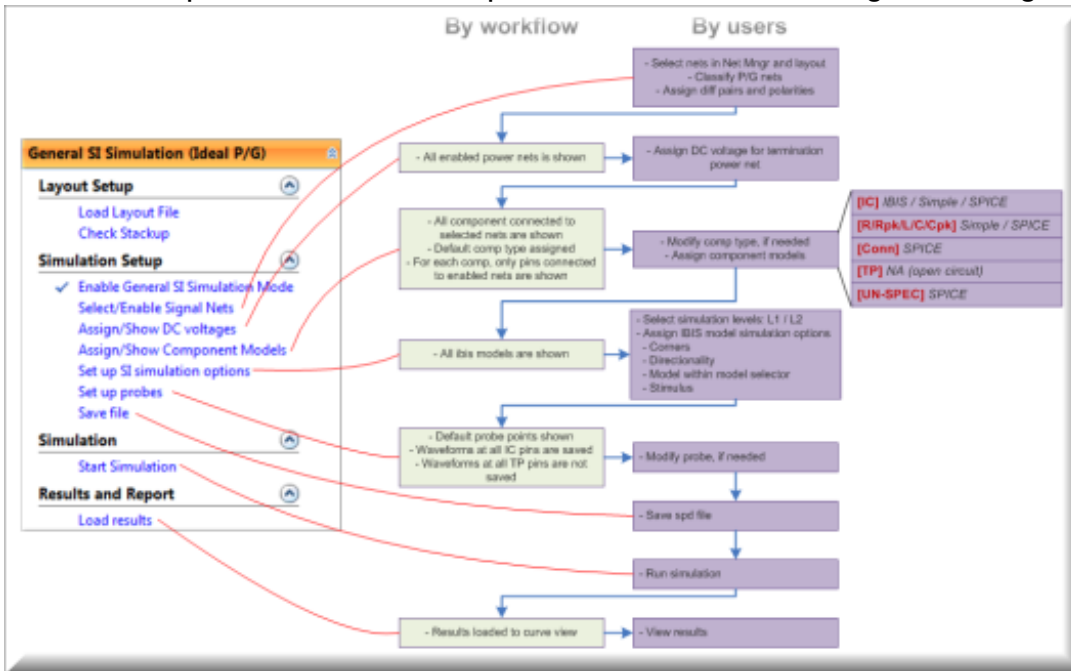 By workflow
By users
General SI Simulation (Ideal P/G)
Layout Setup
Load Layout File
Check Stackup
Simulation Setup
Enable General SI Simulation Mode
Select/Enable Signal Nets
Assign/Show DC voltages
Assign/Show Component Models
Set up SI simulation options
Set up probes
Save file
Simulation
Start Simulation
Results and Report
Load results
- Select nets in Net Mngr and layout
- Classify P/G nets
- Assign diff pairs and polarities
- All enabled power nets is shown
- Assign DC voltage for termination
power net
- All component connected to
selected nets are shown
- Default comp type assigned
- For each comp, only pins connected
to enabled nets are shown
- Modify comp type, if needed
- Assign component models
[IC] IBIS / Simple / SPICE
[R/Rpk/L/C/Cpk] Simple / SPICE
[Conn] SPICE
[TP] NA (open circuit)
[UN-SPEC] SPICE
- All ibis models are shown
- Select simulation levels: L1 / L2
- Assign IBIS model simulation options
- Corners
- Directionality
- Model within model selector
- Stimulus
- Default probe points shown
- Waveforms at all IC pins are saved
- Waveforms at all TP pins are not
saved
- Modify probe, if needed
- Save spd file
- Run simulation
- Results loaded to curve view
- View results